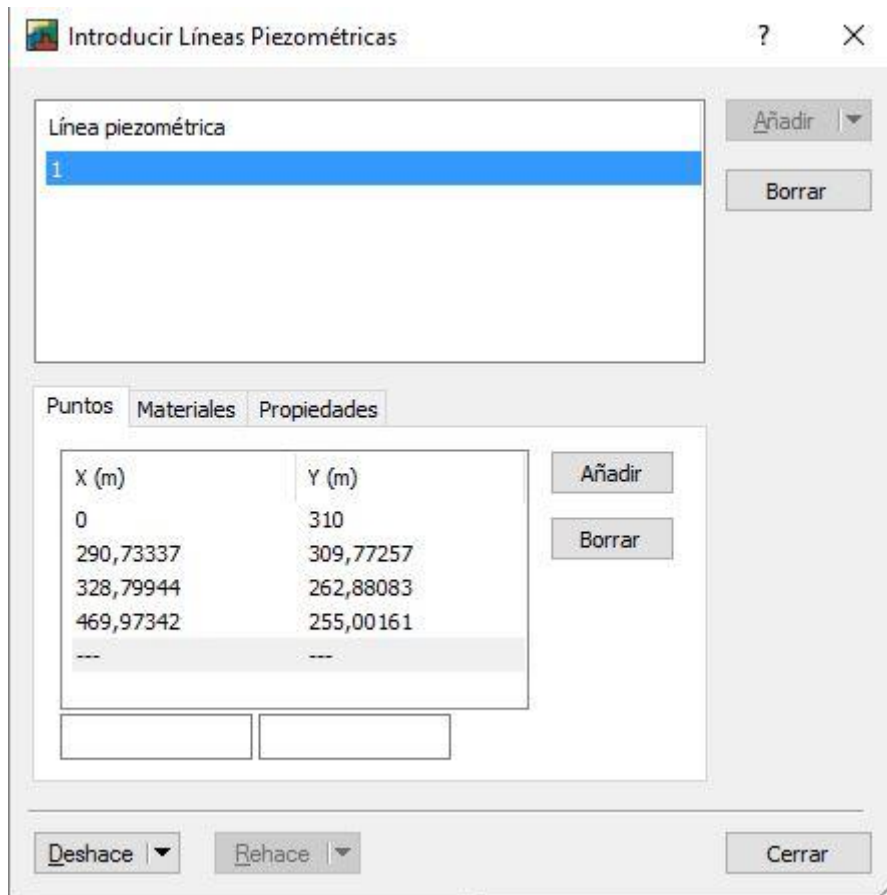 Introducir Líneas Piezométricas ? ×
Línea piezométrica
1
Añadir
Borrar
Puntos Materiales Propiedades
X (m) Y (m)
0 310
290,73337 309,77257
328,79944 262,88083
469,97342 255,00161
--- ---
Añadir
Borrar
Deshace Rehace Cerrar